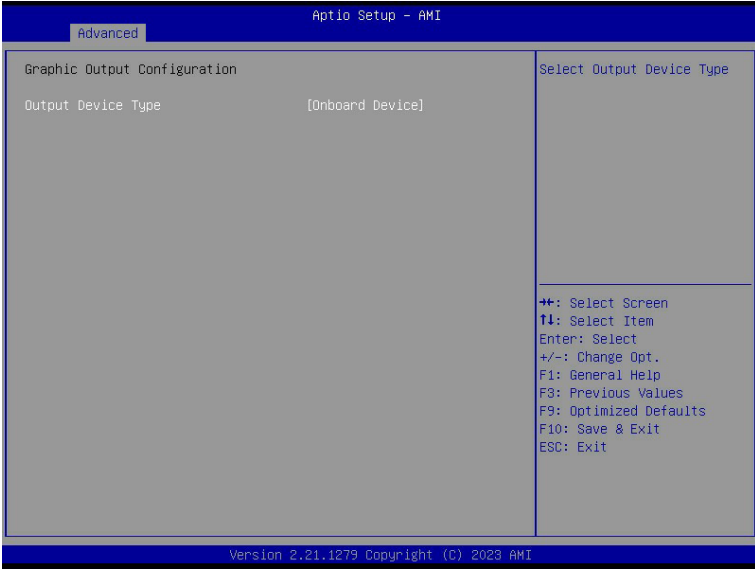 Aptio Setup – AMI
Advanced
Graphic Output Configuration
Output Device Type [Onboard Device]
Select Output Device Type
→←: Select Screen
↑↓: Select Item
Enter: Select
+/-: Change Opt.
F1: General Help
F3: Previous Values
F9: Optimized Defaults
F10: Save & Exit
ESC: Exit
Version 2.21.1279 Copyright (C) 2023 AMI